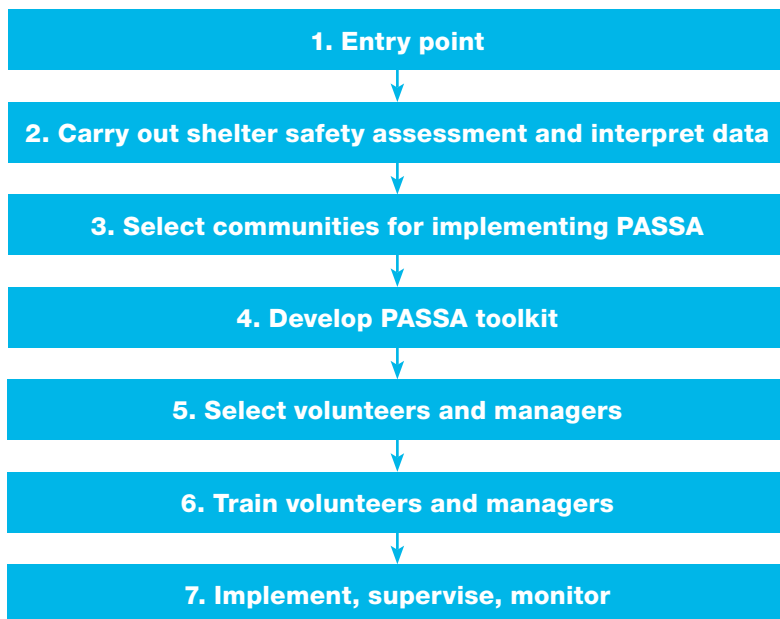 1. Entry point
2. Carry out shelter safety assessment and interpret data
3. Select communities for implementing PASSA
4. Develop PASSA toolkit
5. Select volunteers and managers
6. Train volunteers and managers
7. Implement, supervise, monitor